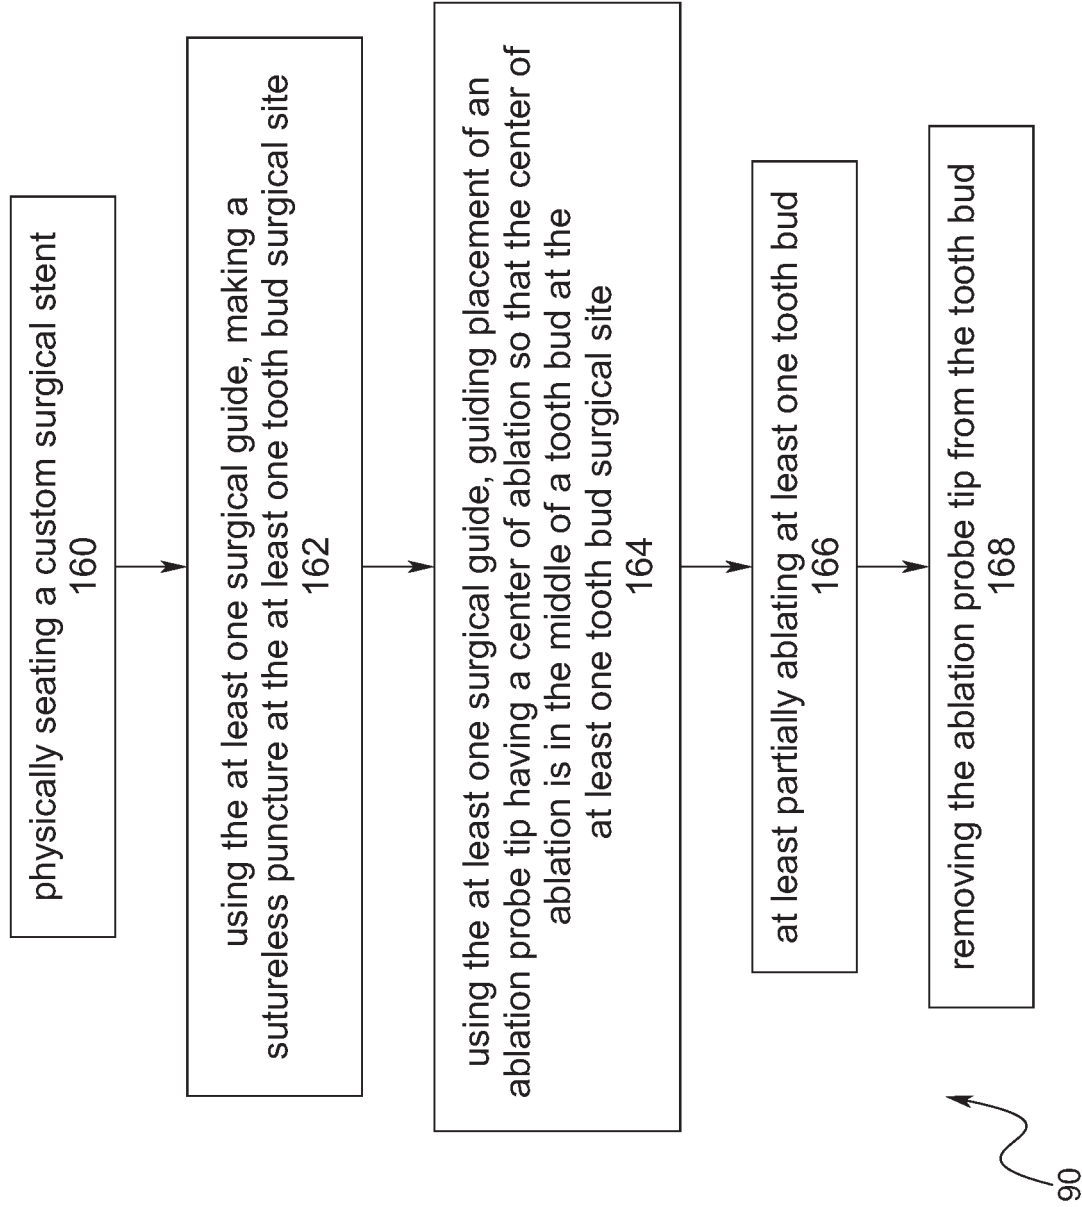 physically seating a custom surgical stent
160
using the at least one surgical guide, making a
sutureless puncture at the at least one tooth bud surgical site
162
using the at least one surgical guide, guiding placement of an
ablation probe tip having a center of ablation so that the center of
ablation is in the middle of a tooth bud at the
at least one tooth bud surgical site
164
at least partially ablating at least one tooth bud
166
removing the ablation probe tip from the tooth bud
168
90